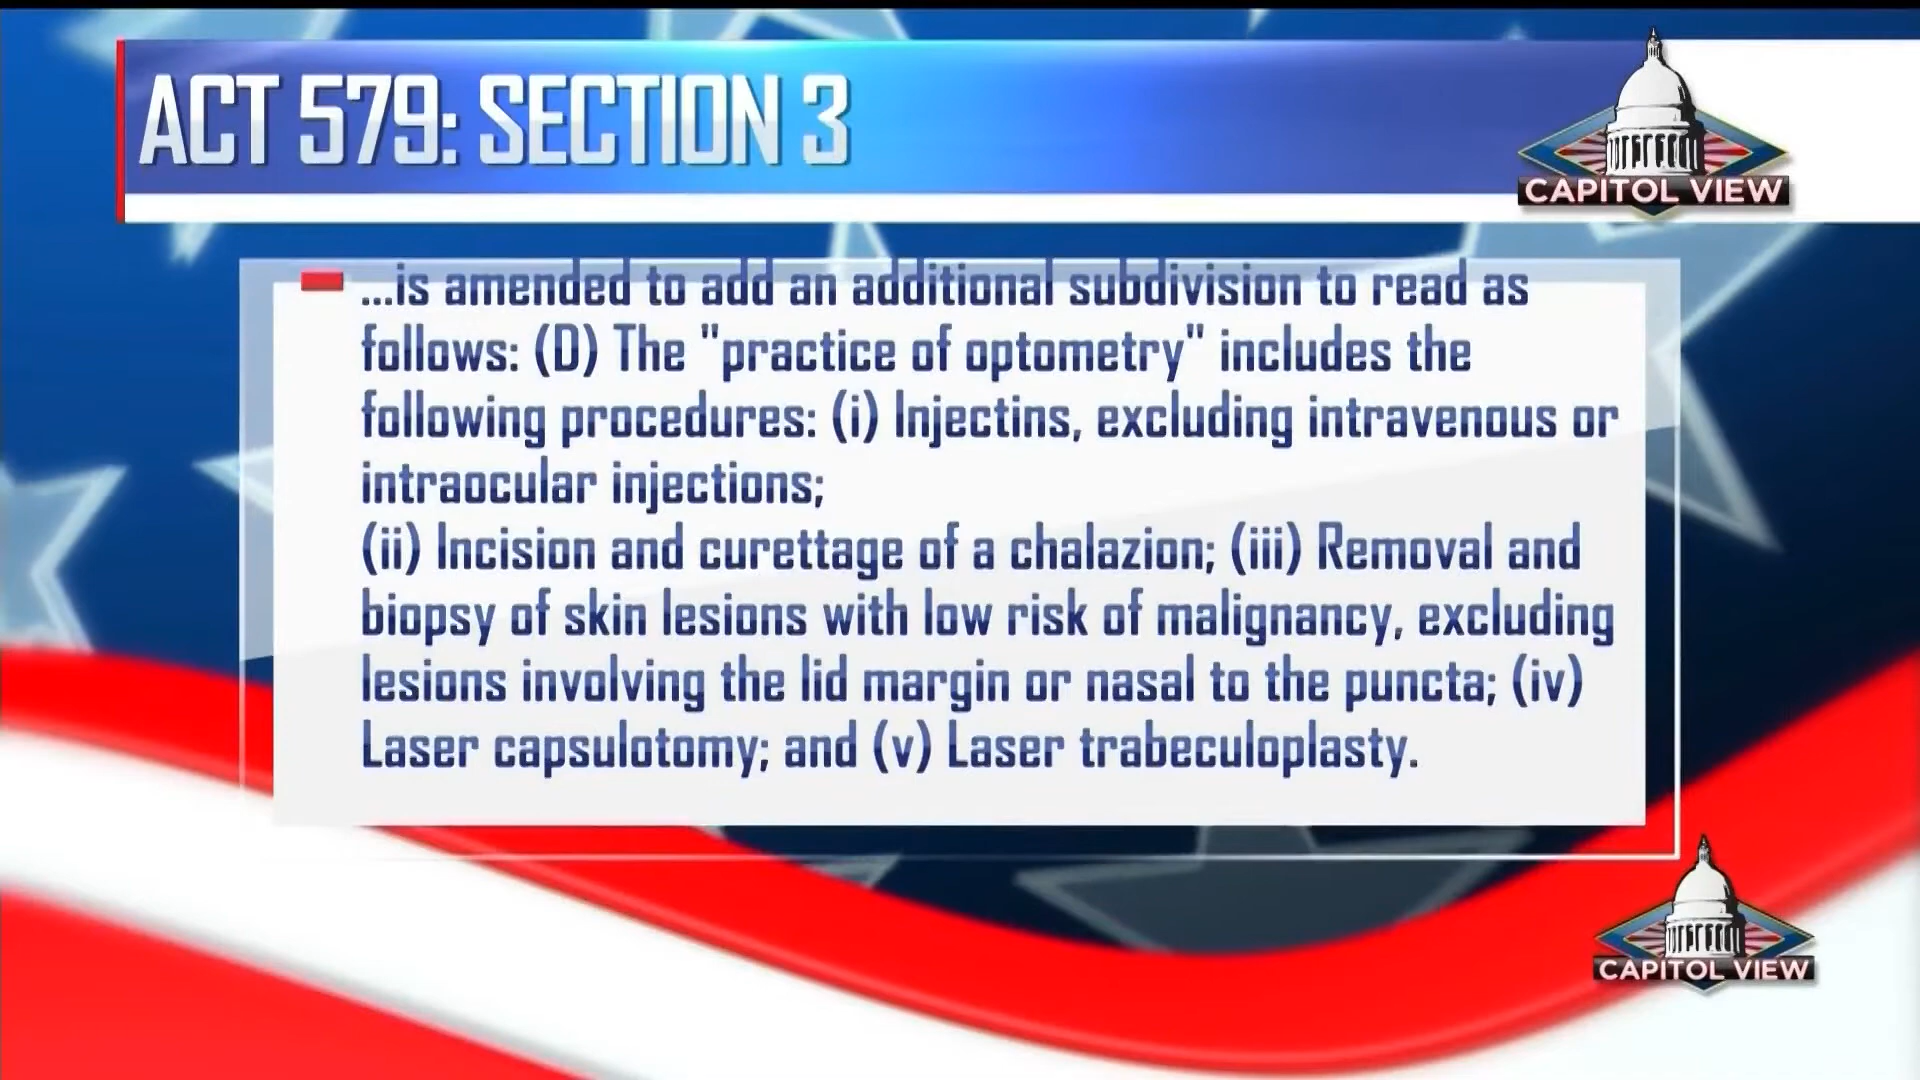 ACT 579: SECTION 3
CAPITOL VIEW
...is amended to add an additional subdivision to read as
follows: (D) The "practice of optometry" includes the
following procedures: (i) Injectins, excluding intravenous or
intraocular injections;
(ii) Incision and curettage of a chalazion; (iii) Removal and
biopsy of skin lesions with low risk of malignancy, excluding
lesions involving the lid margin or nasal to the puncta; (iv)
Laser capsulotomy; and (v) Laser trabeculoplasty.
CAPITOL VIEW